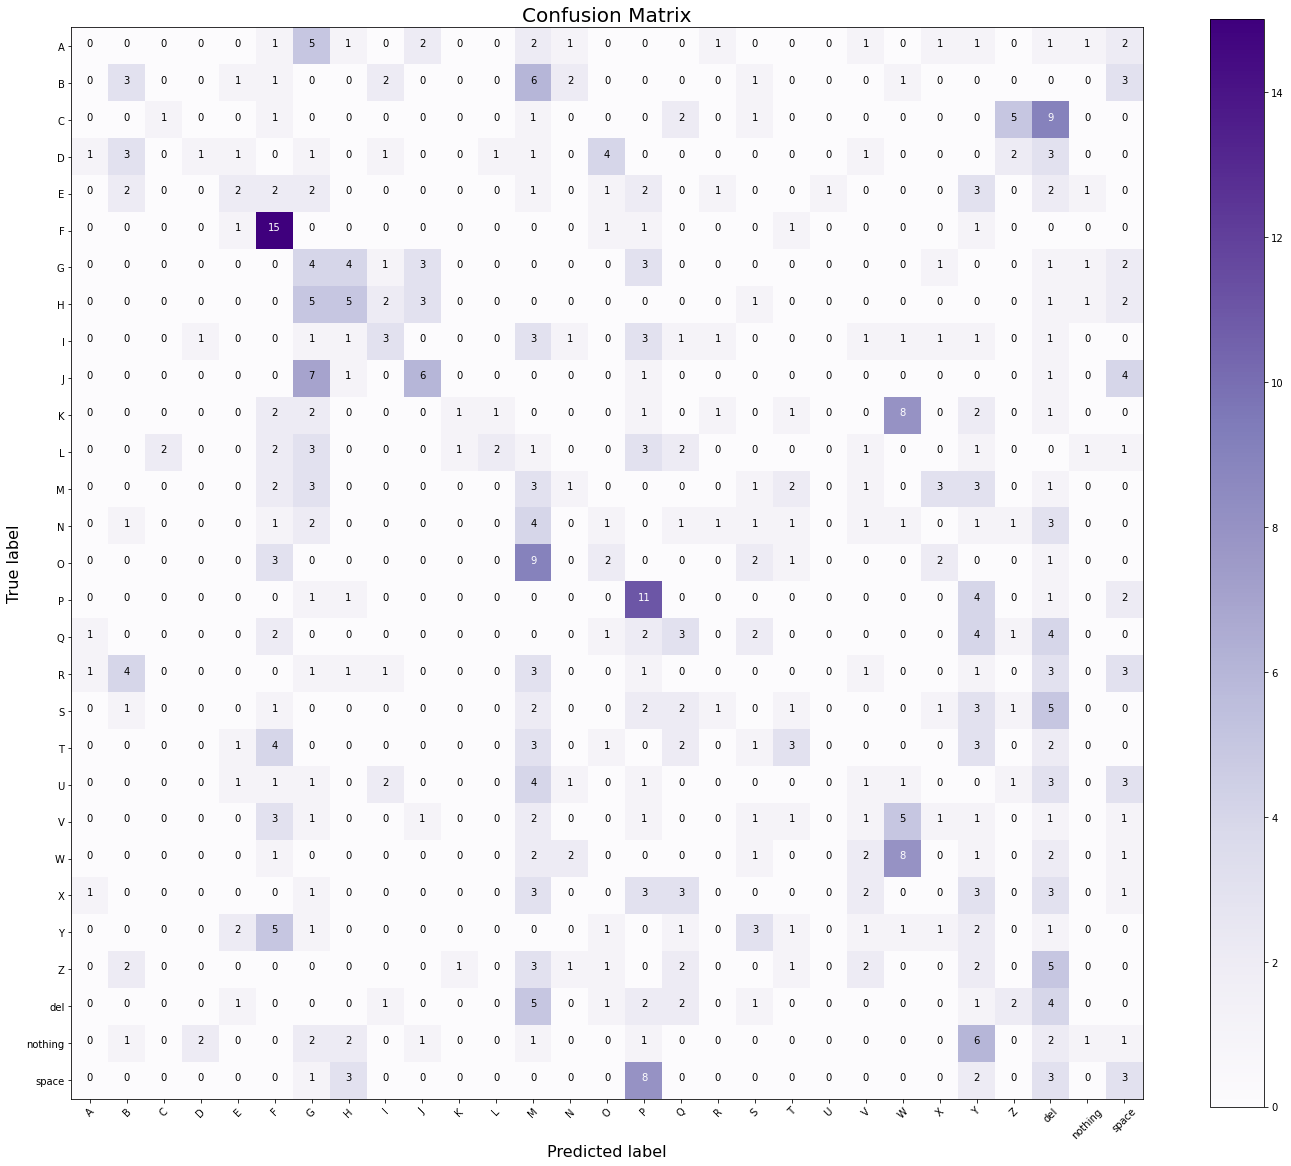 Confusion Matrix
A 0 0 0 0 0 1 5 1 0 2 0 0 2 1 0 0 0 1 0 0 0 1 0 1 1 0 1 1 2
B 0 3 0 0 1 1 0 0 2 0 0 0 6 2 0 0 0 0 1 0 0 0 1 0 0 0 0 0 3
C 0 0 1 0 0 1 0 0 0 0 0 0 1 0 0 0 2 0 1 0 0 0 0 0 0 5 9 0 0
D 1 3 0 1 1 0 1 0 1 0 0 1 1 0 4 0 0 0 0 0 0 1 0 0 0 2 3 0 0
E 0 2 0 0 2 2 2 0 0 0 0 0 1 0 1 2 0 1 0 0 1 0 0 0 3 0 2 1 0
F 0 0 0 0 1 15 0 0 0 0 0 0 0 0 1 1 0 0 0 1 0 0 0 0 1 0 0 0 0
G 0 0 0 0 0 0 4 4 1 3 0 0 0 0 0 3 0 0 0 0 0 0 0 1 0 0 1 1 2
H 0 0 0 0 0 0 5 5 2 3 0 0 0 0 0 0 0 0 1 0 0 0 0 0 0 0 1 1 2
I 0 0 0 1 0 0 1 1 3 0 0 0 3 1 0 3 1 1 0 0 0 1 1 1 1 0 1 0 0
J 0 0 0 0 0 0 7 1 0 6 0 0 0 0 0 1 0 0 0 0 0 0 0 0 0 0 1 0 4
K 0 0 0 0 0 2 2 0 0 0 1 1 0 0 0 1 0 1 0 1 0 0 8 0 2 0 1 0 0
L 0 0 2 0 0 2 3 0 0 0 1 2 1 0 0 3 2 0 0 0 0 1 0 0 1 0 0 1 1
M 0 0 0 0 0 2 3 0 0 0 0 0 3 1 0 0 0 0 1 2 0 1 0 3 3 0 1 0 0
N 0 1 0 0 0 1 2 0 0 0 0 0 4 0 1 0 1 1 1 1 0 1 1 0 1 1 3 0 0
O 0 0 0 0 0 3 0 0 0 0 0 0 9 0 2 0 0 0 2 1 0 0 0 2 0 0 1 0 0
P 0 0 0 0 0 0 1 1 0 0 0 0 0 0 0 11 0 0 0 0 0 0 0 0 4 0 1 0 2
Q 1 0 0 0 0 2 0 0 0 0 0 0 0 0 1 2 3 0 2 0 0 0 0 0 4 1 4 0 0
R 1 4 0 0 0 0 1 1 1 0 0 0 3 0 0 1 0 0 0 0 0 1 0 0 1 0 3 0 3
S 0 1 0 0 0 1 0 0 0 0 0 0 2 0 0 2 2 1 0 1 0 0 0 1 3 1 5 0 0
T 0 0 0 0 1 4 0 0 0 0 0 0 3 0 1 0 2 0 1 3 0 0 0 0 3 0 2 0 0
U 0 0 0 0 1 1 1 0 2 0 0 0 4 1 0 1 0 0 0 0 0 1 1 0 0 1 3 0 3
V 0 0 0 0 0 3 1 0 0 1 0 0 2 0 0 1 0 0 1 1 0 1 5 1 1 0 1 0 1
W 0 0 0 0 0 1 0 0 0 0 0 0 2 2 0 0 0 0 1 0 0 2 8 0 1 0 2 0 1
X 1 0 0 0 0 0 1 0 0 0 0 0 3 0 0 3 3 0 0 0 0 2 0 0 3 0 3 0 1
Y 0 0 0 0 2 5 1 0 0 0 0 0 0 0 1 0 1 0 3 1 0 1 1 1 2 0 1 0 0
Z 0 2 0 0 0 0 0 0 0 0 1 0 3 1 1 0 2 0 0 1 0 2 0 0 2 0 5 0 0
del 0 0 0 0 1 0 0 0 1 0 0 0 5 0 1 2 2 0 1 0 0 0 0 0 1 2 4 0 0
nothing 0 1 0 2 0 0 2 2 0 1 0 0 1 0 0 1 0 0 0 0 0 0 0 0 6 0 2 1 1
space 0 0 0 0 0 0 1 3 0 0 0 0 0 0 0 8 0 0 0 0 0 0 0 0 2 0 3 0 3
A B C D E F G H I J K L M N O P Q R S T U V W X Y Z del nothing space
Predicted label
True label
14
12
10
8
6
4
2
0